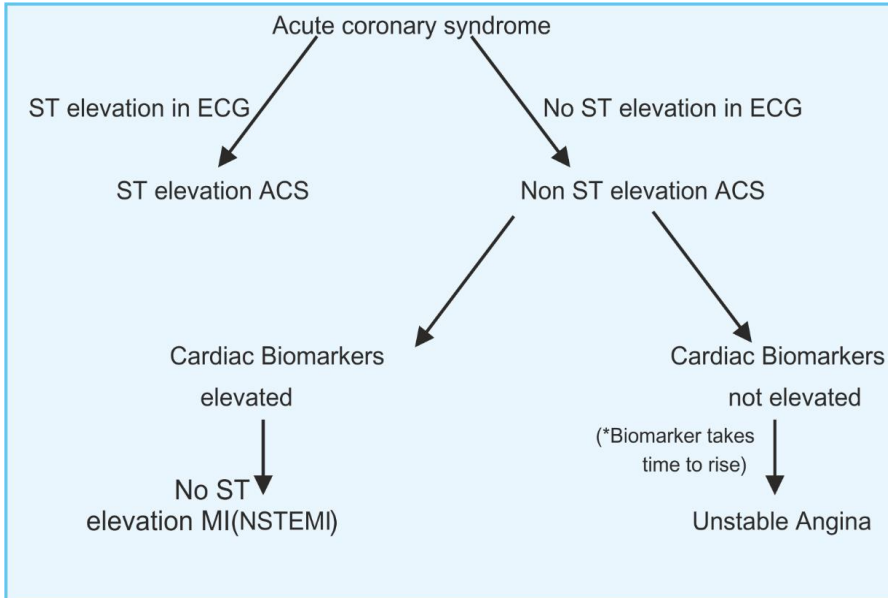 Acute coronary syndrome
ST elevation in ECG
No ST elevation in ECG
ST elevation ACS
Non ST elevation ACS
Cardiac Biomarkers
elevated
Cardiac Biomarkers
not elevated
(*Biomarker takes
time to rise)
No ST
elevation MI(NSTEMI)
Unstable Angina